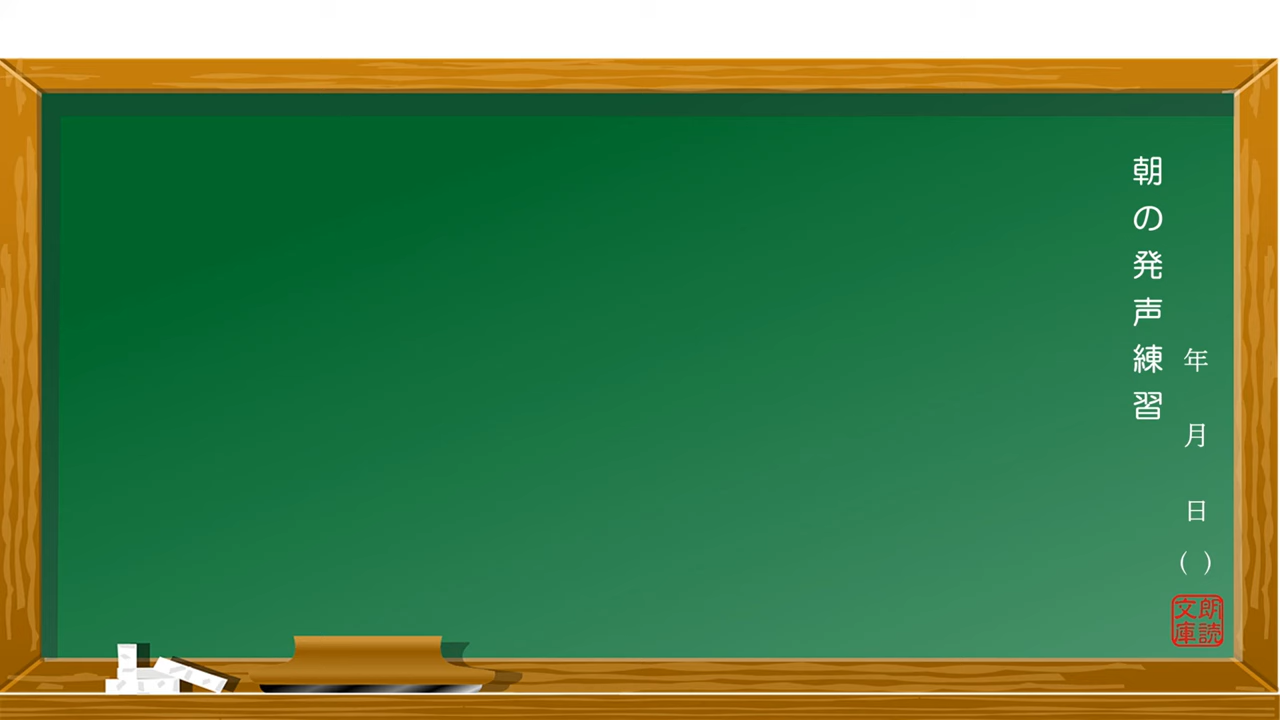 年　月　日（　）
朝の発声練習
朗読
文庫